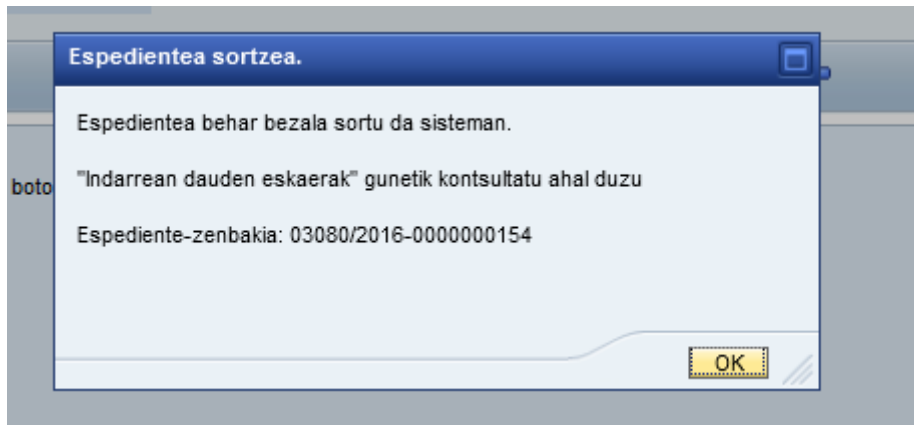 Espedientea sortzea.
Espedientea behar bezala sortu da sisteman.
boto
"Indarrean dauden eskaerak" gunetik kontsultatu ahal duzu
Espediente-zenbakia: 03080/2016-0000000154
OK